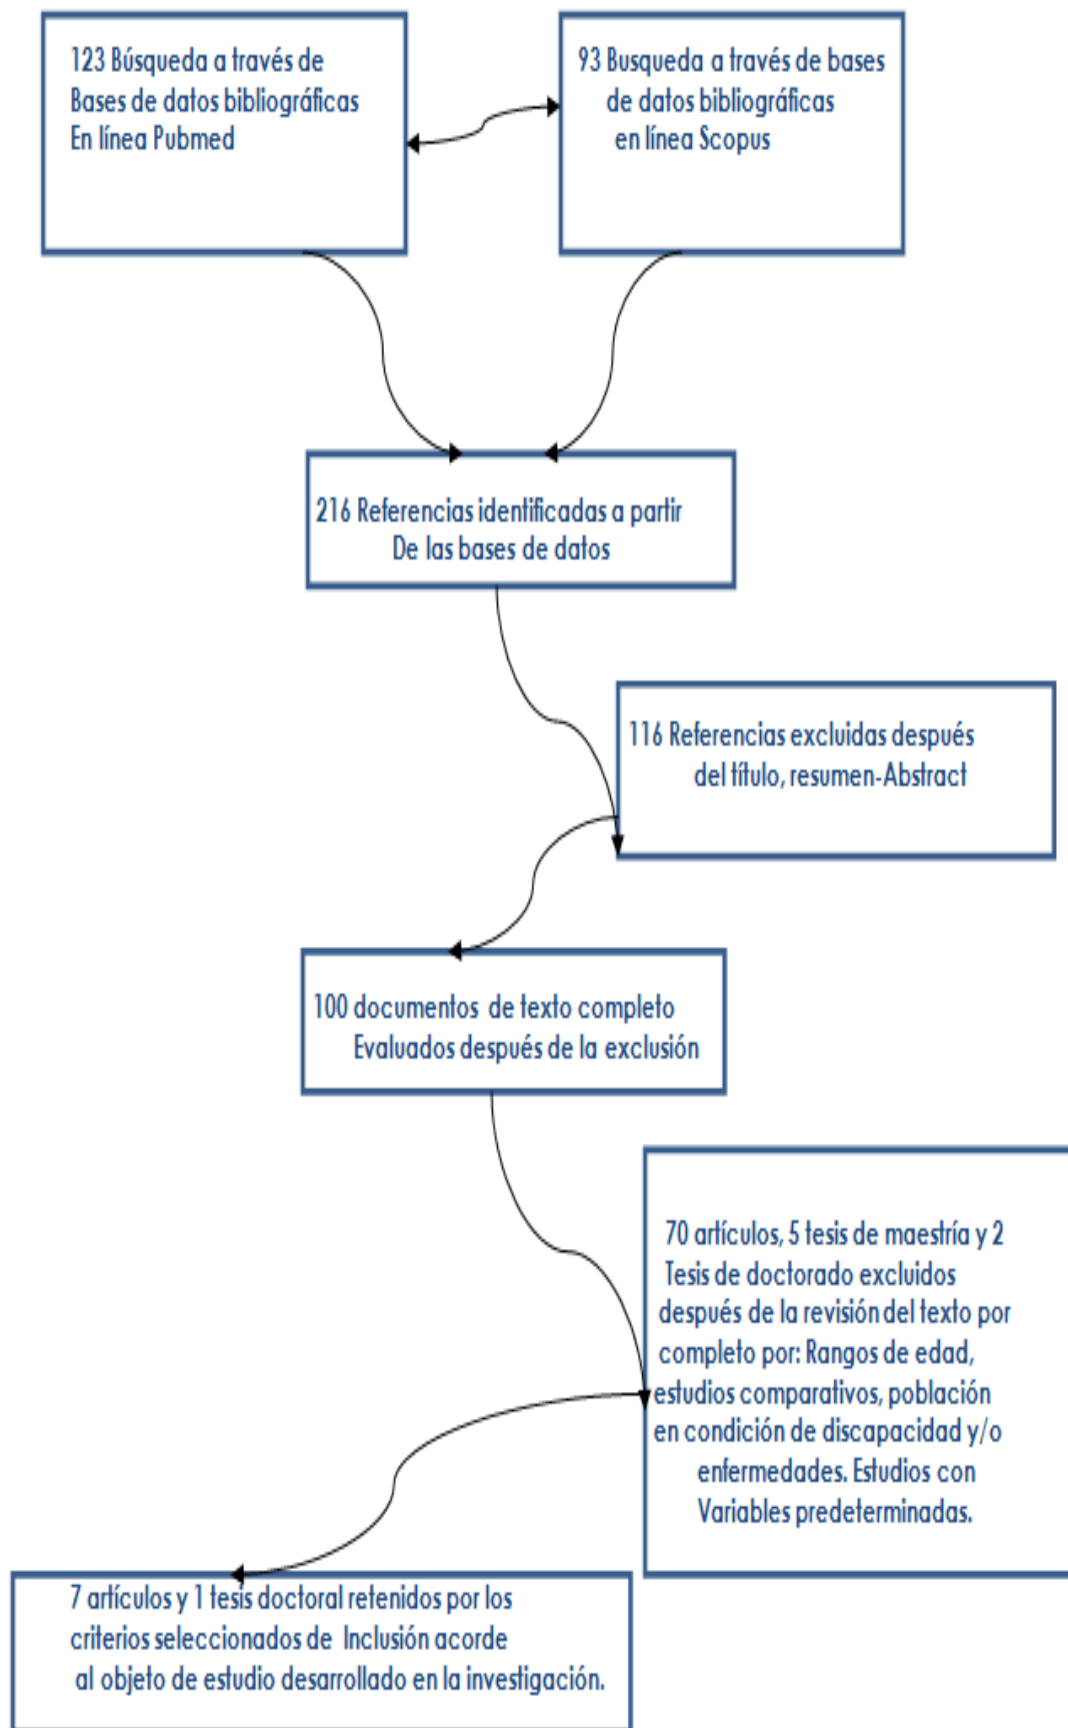 123 Búsqueda a través de
Bases de datos bibliográficas
En línea Pubmed
93 Busqueda a través de bases
de datos bibliográficas
en línea Scopus
216 Referencias identificadas a partir
De las bases de datos
116 Referencias excluidas después
del título, resumen-Abstract
100 documentos de texto completo
Evaluados después de la exclusión
70 artículos, 5 tesis de maestría y 2
Tesis de doctorado excluidos
después de la revisión del texto por
completo por: Rangos de edad,
estudios comparativos, población
en condición de discapacidad y/o
enfermedades. Estudios con
Variables predeterminadas.
7 artículos y 1 tesis doctoral retenidos por los
criterios seleccionados de Inclusión acorde
al objeto de estudio desarrollado en la investigación.